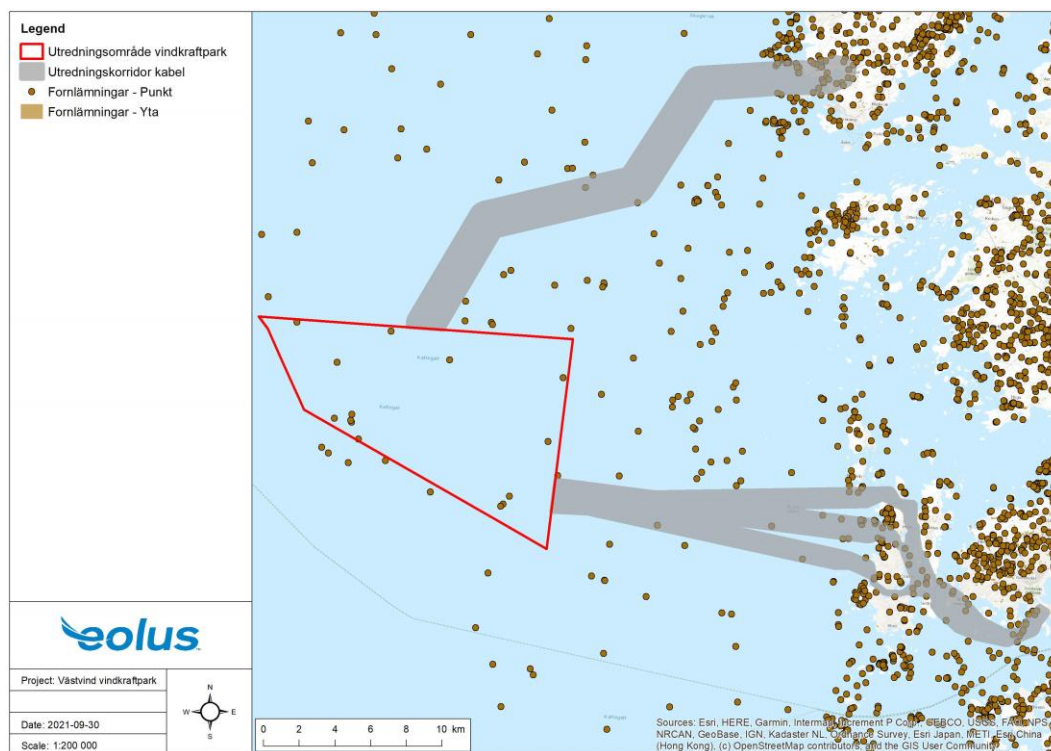 Legend
Utredningsområde vindkraftpark
Utredningskorridor kabel
Fornlämningar - Punkt
Fornlämningar - Yta
Skagerrak
Kattegat
Kattegat
eolus
Project: Västvind vindkraftpark
Date: 2021-09-30
Scale: 1:200 000
N
W
E
S
0 2 4 6 8 10 km
Kattegat
Sources: Esri, HERE, Garmin, Intermap, increment P Corp., GEBCO, USGS, FAO, NPS,
NRCAN, GeoBase, IGN, Kadaster NL, Ordnance Survey, Esri Japan, METI, Esri China
(Hong Kong), (c) OpenStreetMap contributors, and the GIS User Community